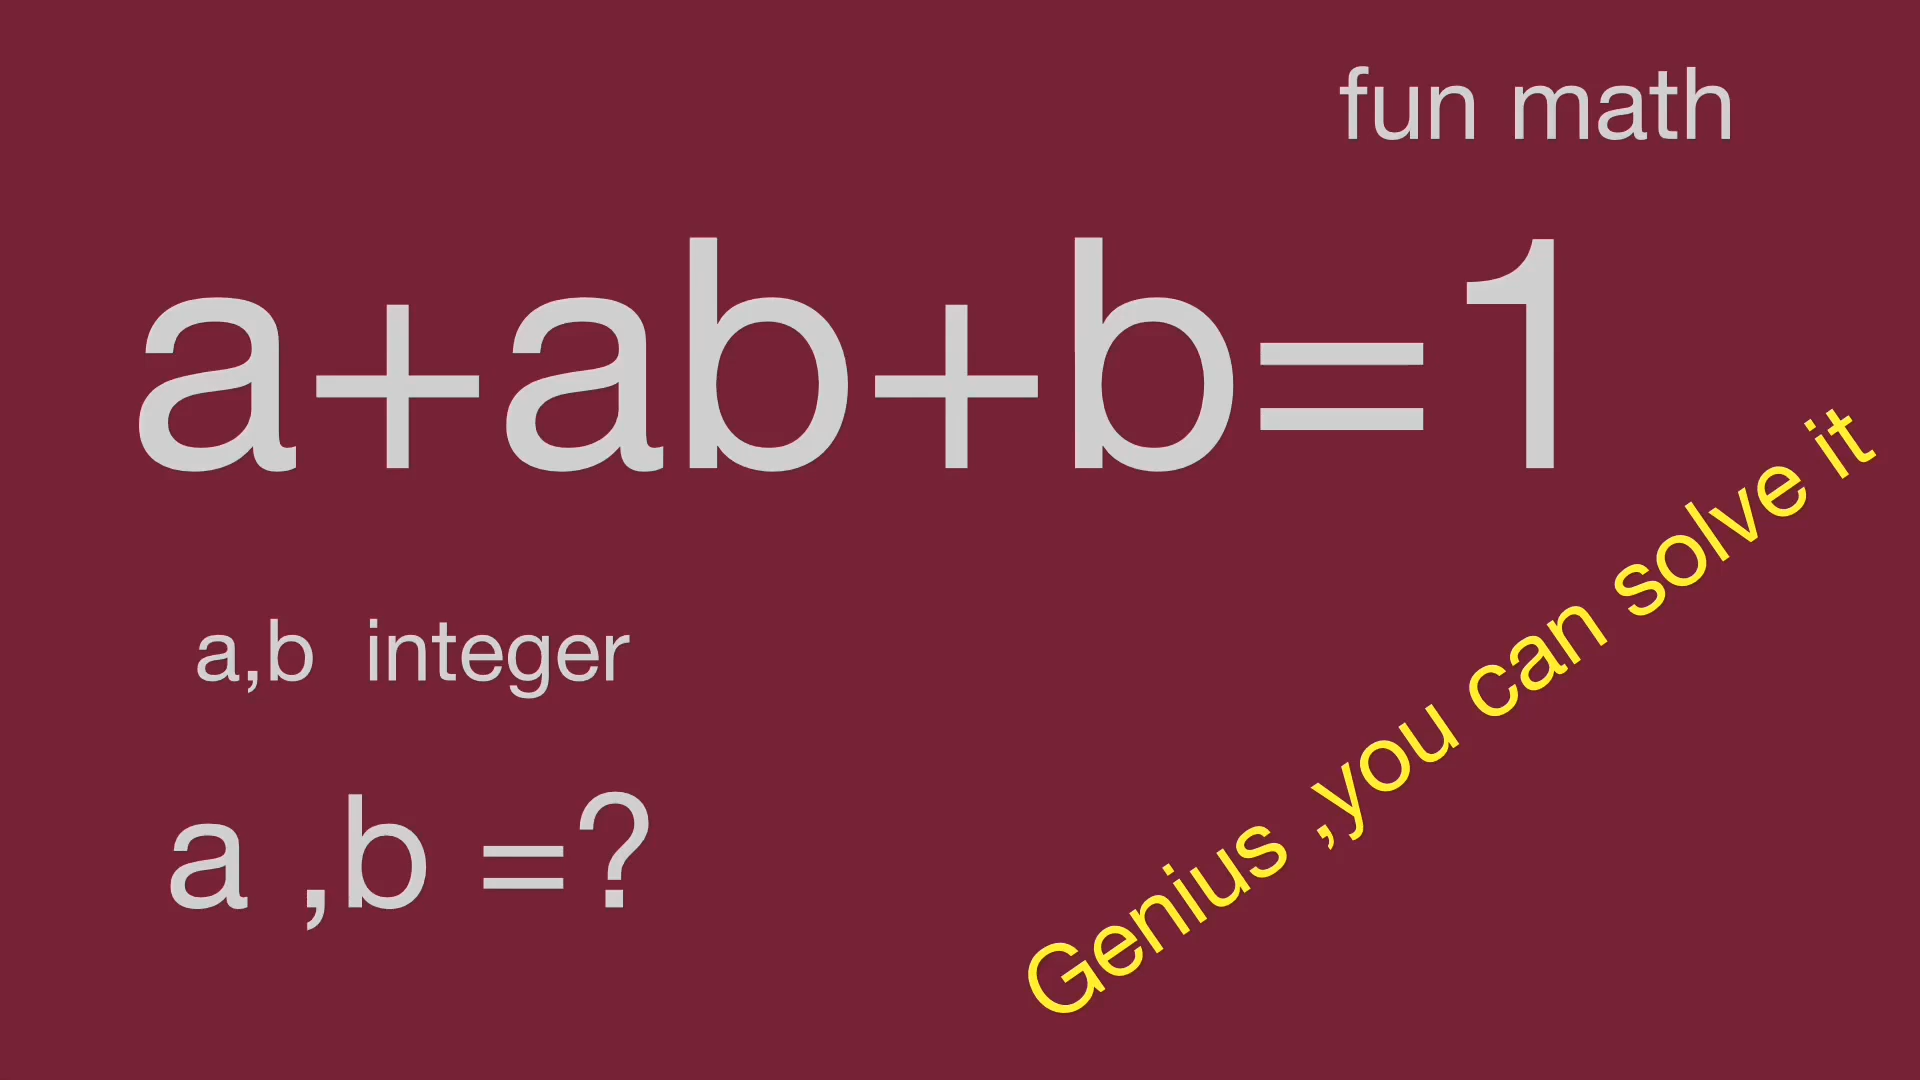 fun math
a+ab+b=1
a,b integer
a ,b =?
Genius ,you can solve it